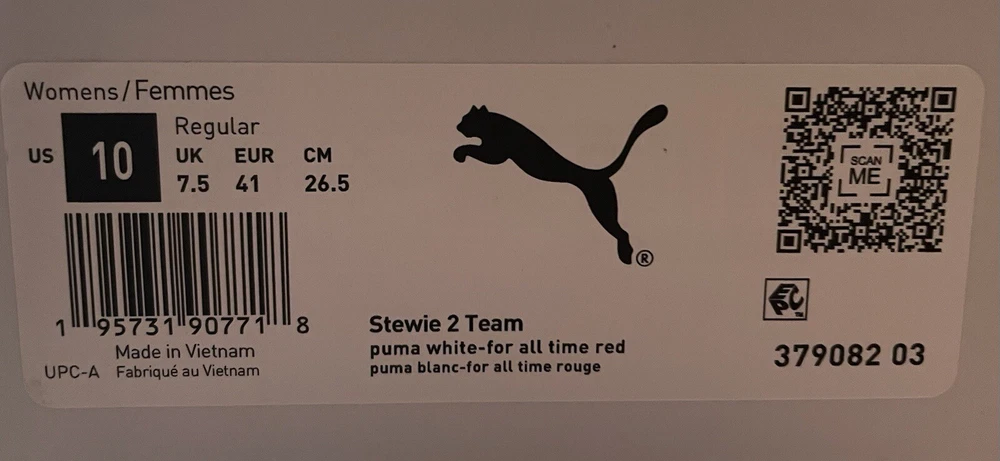 Womens/Femmes
US 10
Regular
UK EUR CM
7.5 41 26.5
1 95731 90771 8
Made in Vietnam
UPC-A Fabriqué au Vietnam
®
Stewie 2 Team
puma white-for all time red
puma blanc-for all time rouge
SCAN
ME
EPC
379082 03